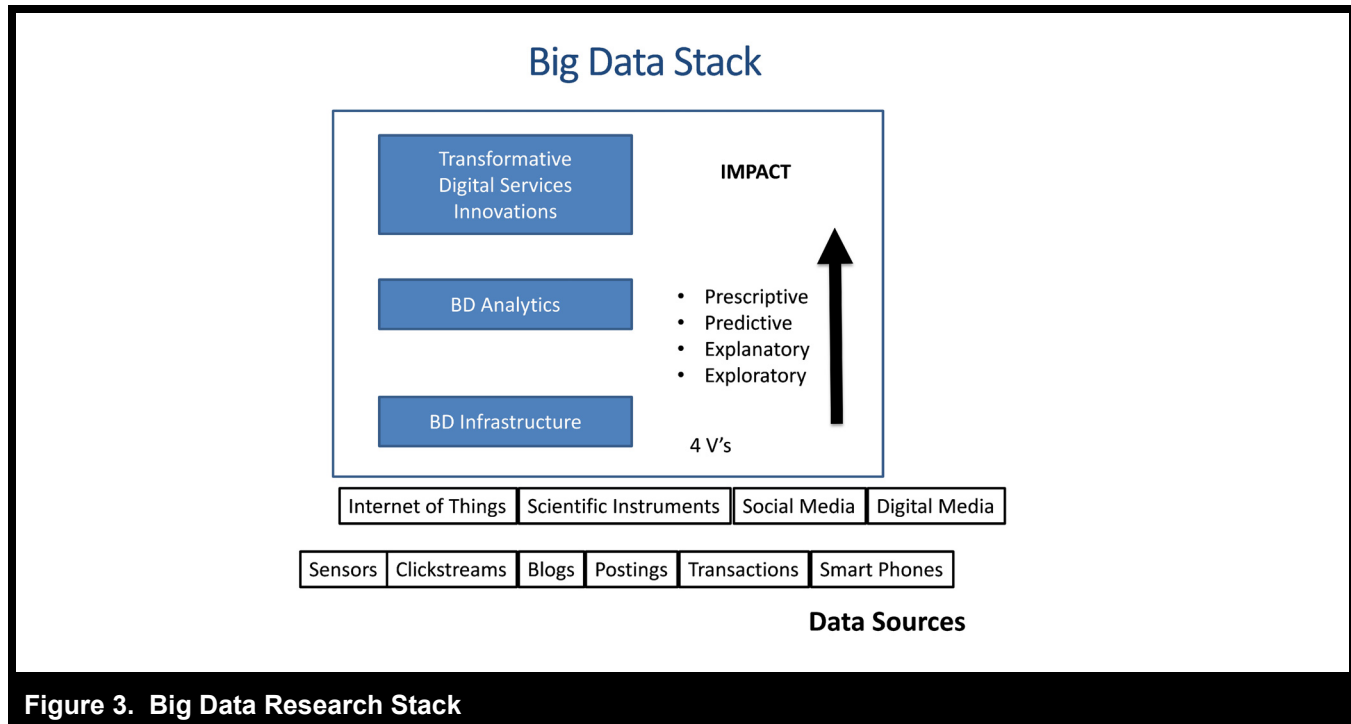 Big Data Stack
Transformative
Digital Services
Innovations
IMPACT
BD Analytics
• Prescriptive
• Predictive
• Explanatory
• Exploratory
BD Infrastructure
4 V’s
Internet of Things Scientific Instruments Social Media Digital Media
Sensors Clickstreams Blogs Postings Transactions Smart Phones
Data Sources
Figure 3. Big Data Research Stack